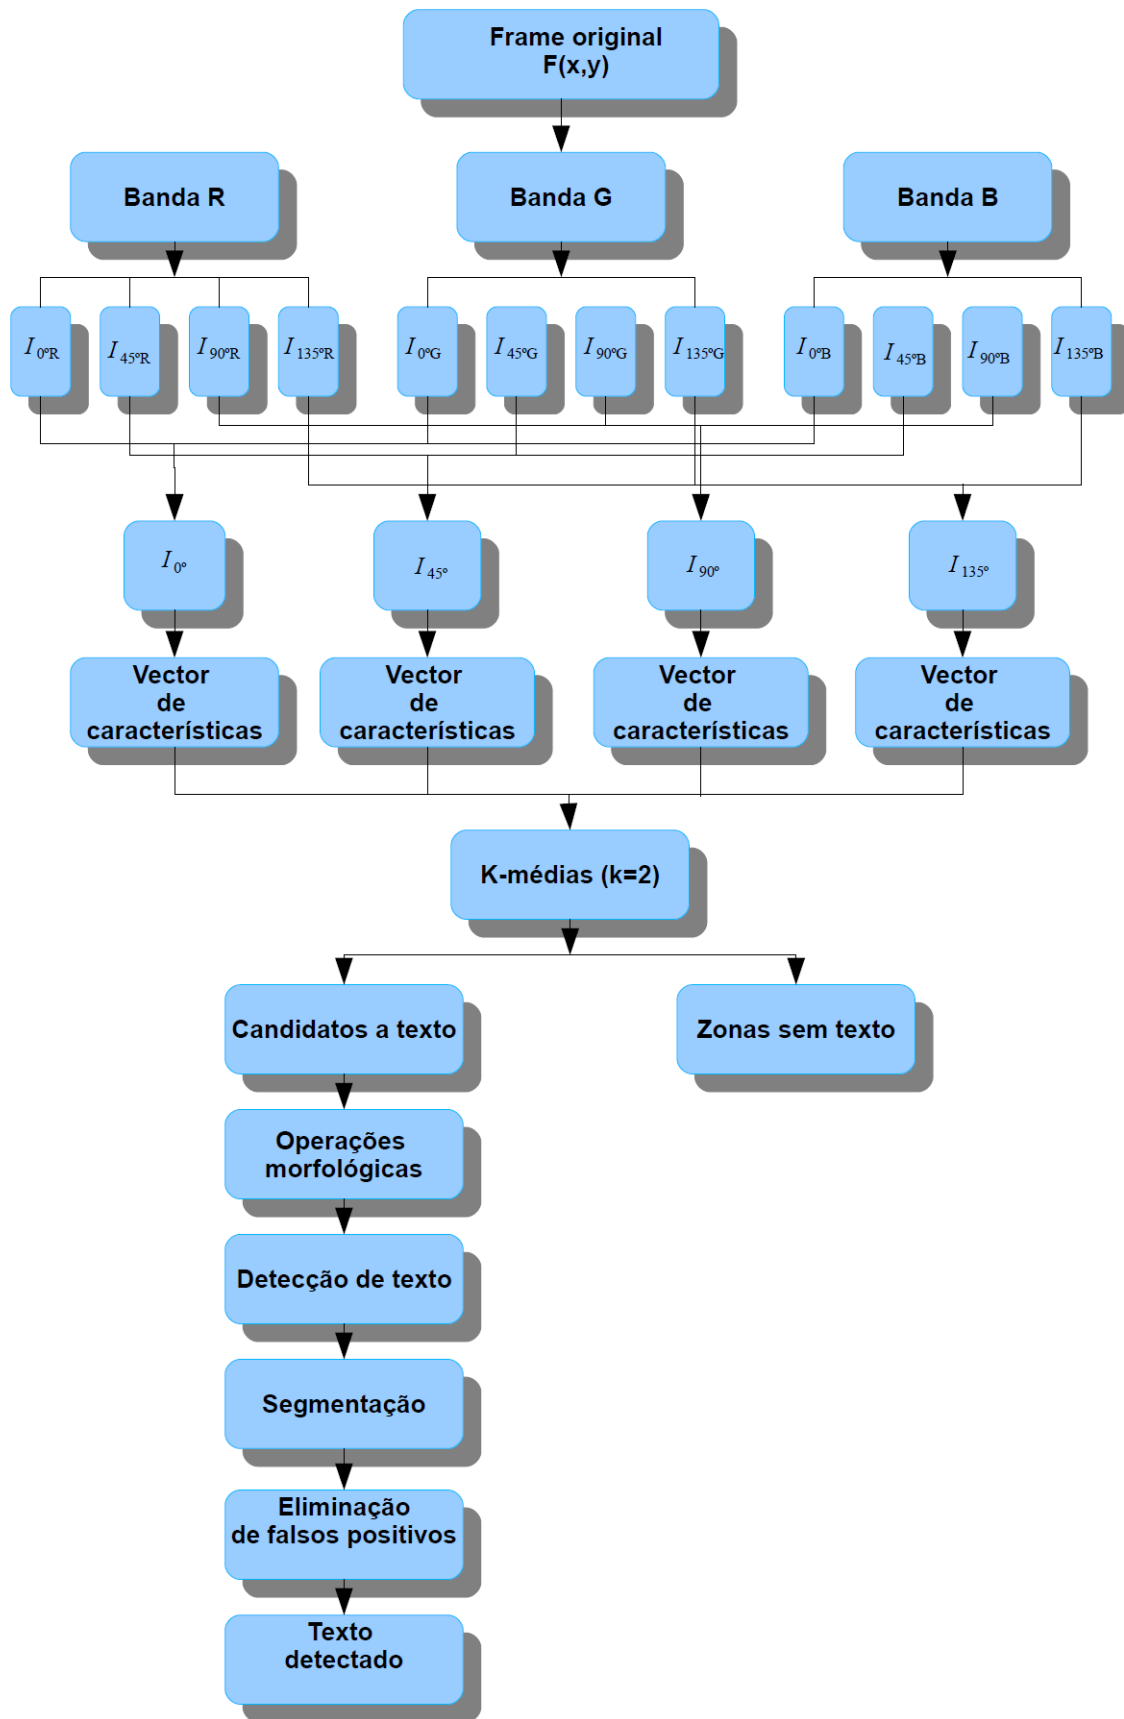 Frame original
F(x,y)
Banda R
Banda G
Banda B
I 0ºR
I 45ºR
I 90ºR
I 135ºR
I 0ºG
I 45ºG
I 90ºG
I 135ºG
I 0ºB
I 45ºB
I 90ºB
I 135ºB
I 0º
I 45º
I 90º
I 135º
Vector
de
características
Vector
de
características
Vector
de
características
Vector
de
características
K-médias (k=2)
Candidatos a texto
Zonas sem texto
Operações
morfológicas
Detecção de texto
Segmentação
Eliminação
de falsos positivos
Texto
detectado